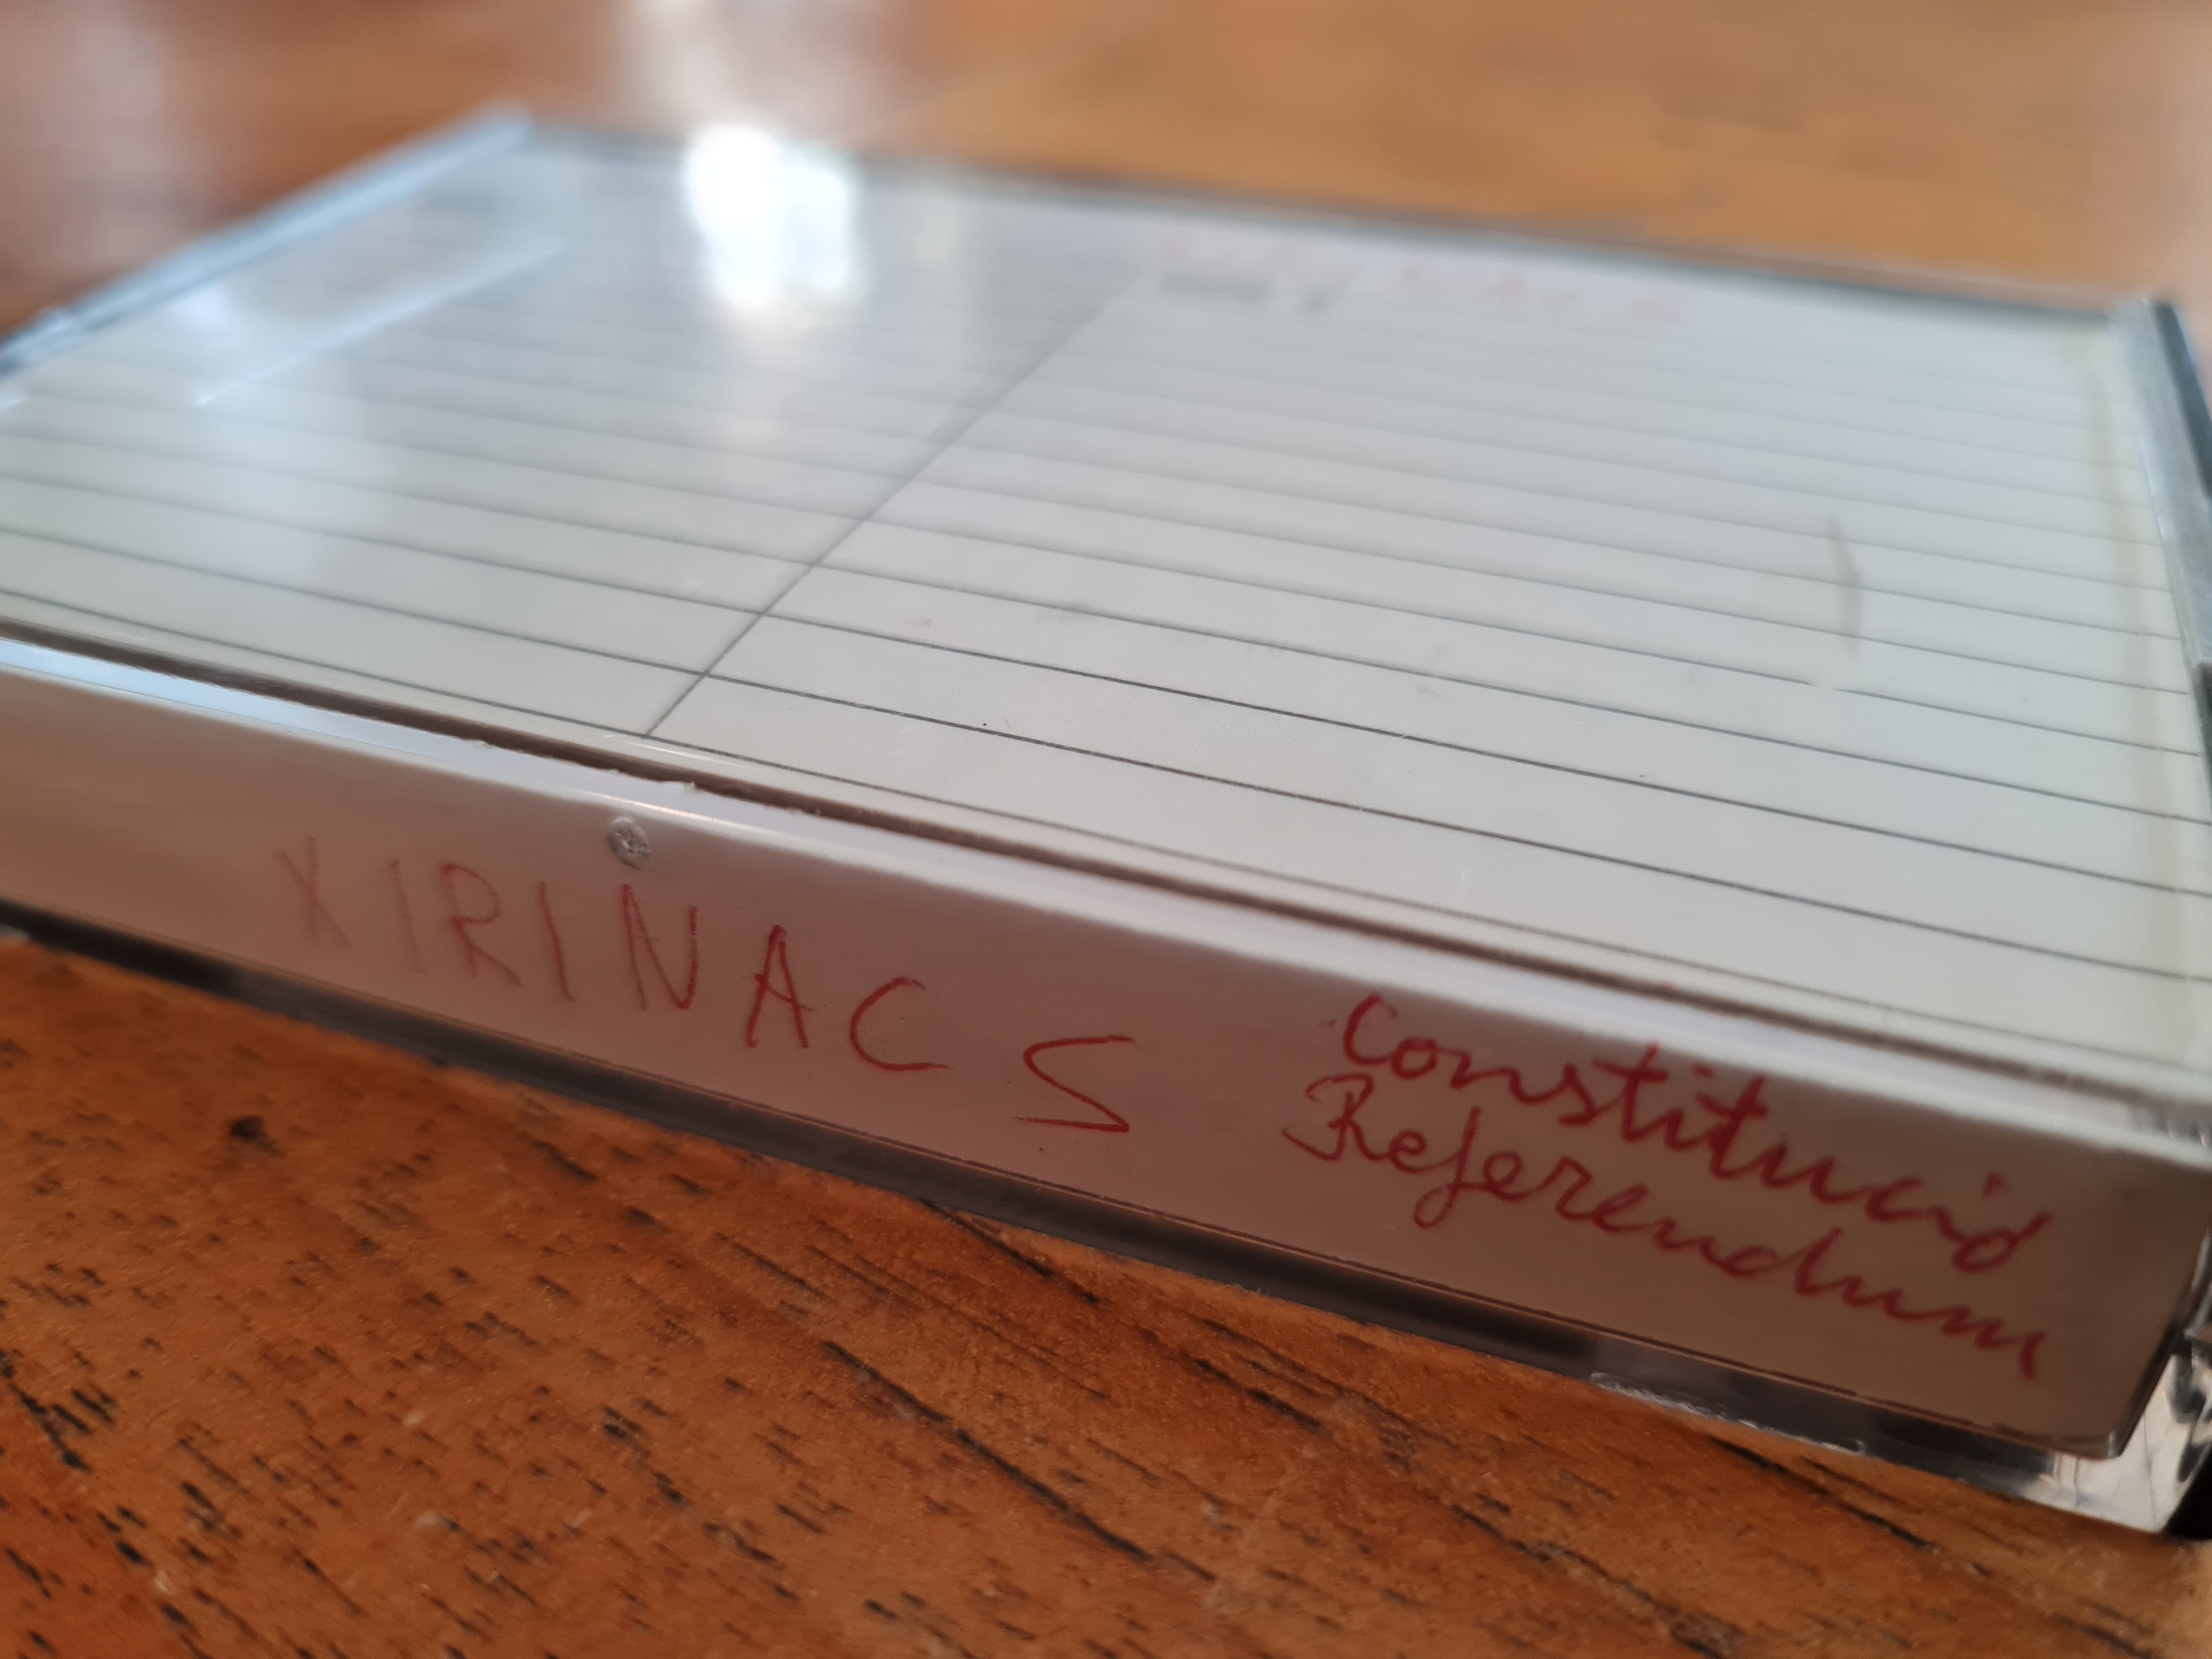 XIRINACS
Constitució
Referendum